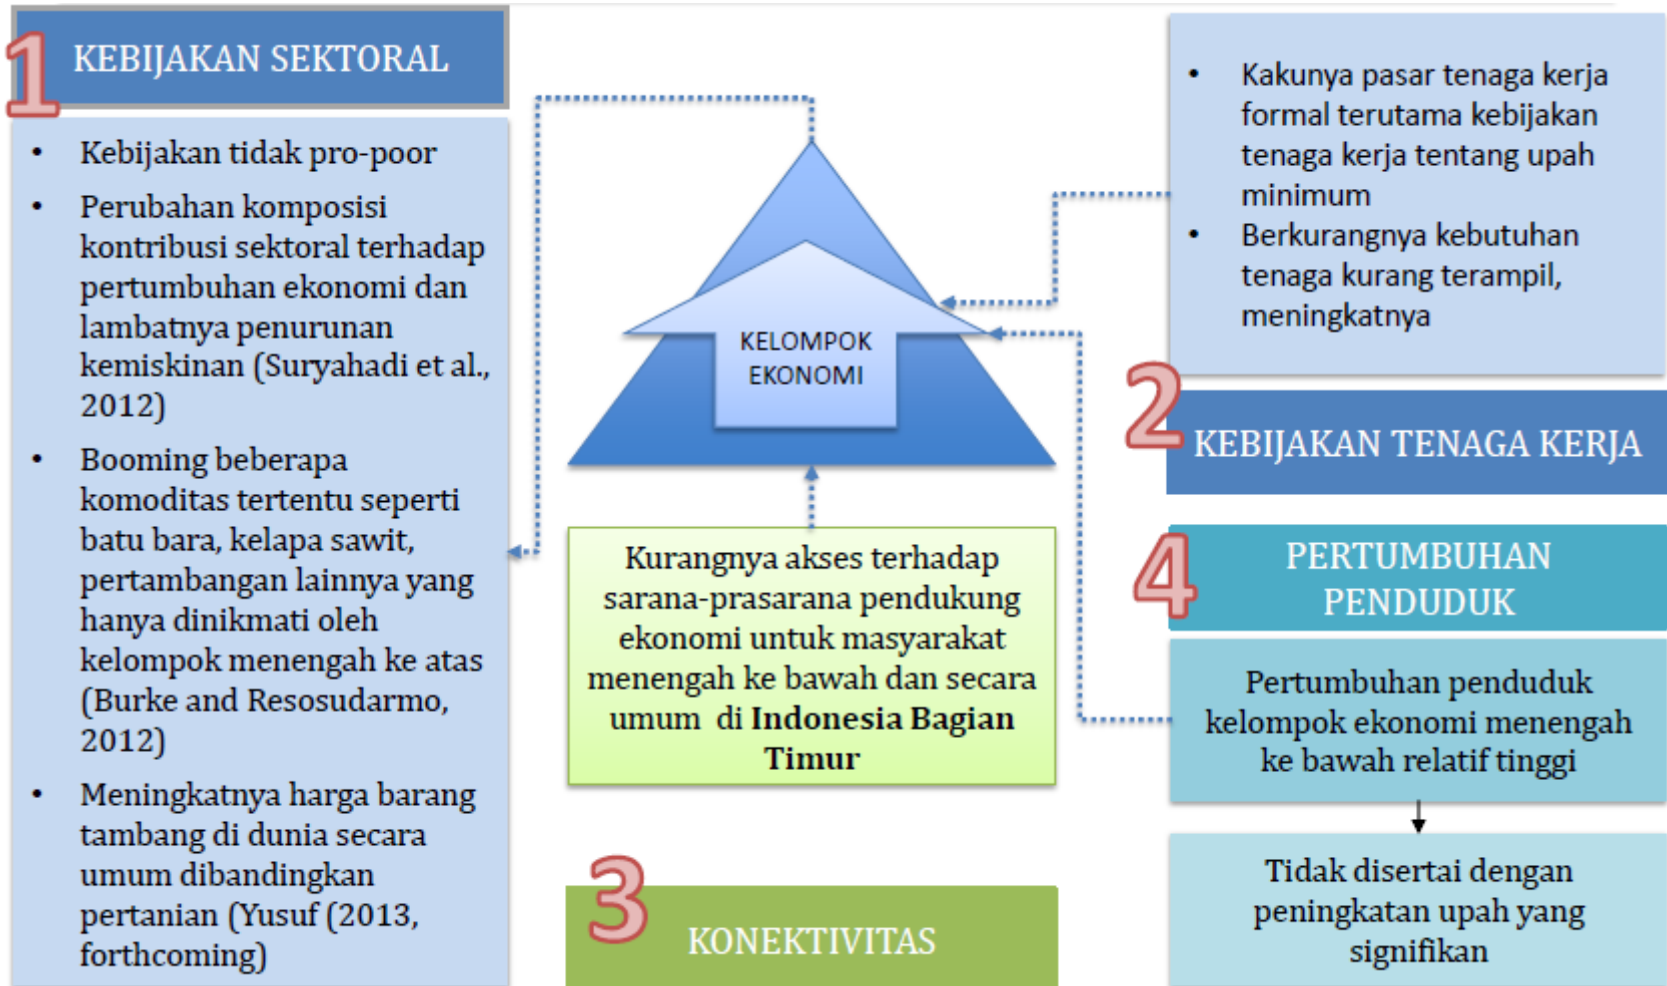 1
KEBIJAKAN SEKTORAL
• Kebijakan tidak pro-poor
• Perubahan komposisi
kontribusi sektoral terhadap
pertumbuhan ekonomi dan
lambatnya penurunan
kemiskinan (Suryahadi et al.,
2012)
• Booming beberapa
komoditas tertentu seperti
batu bara, kelapa sawit,
pertambangan lainnya yang
hanya dinikmati oleh
kelompok menengah ke atas
(Burke and Resosudarmo,
2012)
• Meningkatnya harga barang
tambang di dunia secara
umum dibandingkan
pertanian (Yusuf (2013,
forthcoming)
KELOMPOK
EKONOMI
• Kakunya pasar tenaga kerja
formal terutama kebijakan
tenaga kerja tentang upah
minimum
• Berkurangnya kebutuhan
tenaga kurang terampil,
meningkatnya
2
KEBIJAKAN TENAGA KERJA
Kurangnya akses terhadap
sarana-prasarana pendukung
ekonomi untuk masyarakat
menengah ke bawah dan secara
umum di Indonesia Bagian
Timur
3
KONEKTIVITAS
4
PERTUMBUHAN
PENDUDUK
Pertumbuhan penduduk
kelompok ekonomi menengah
ke bawah relatif tinggi
Tidak disertai dengan
peningkatan upah yang
signifikan